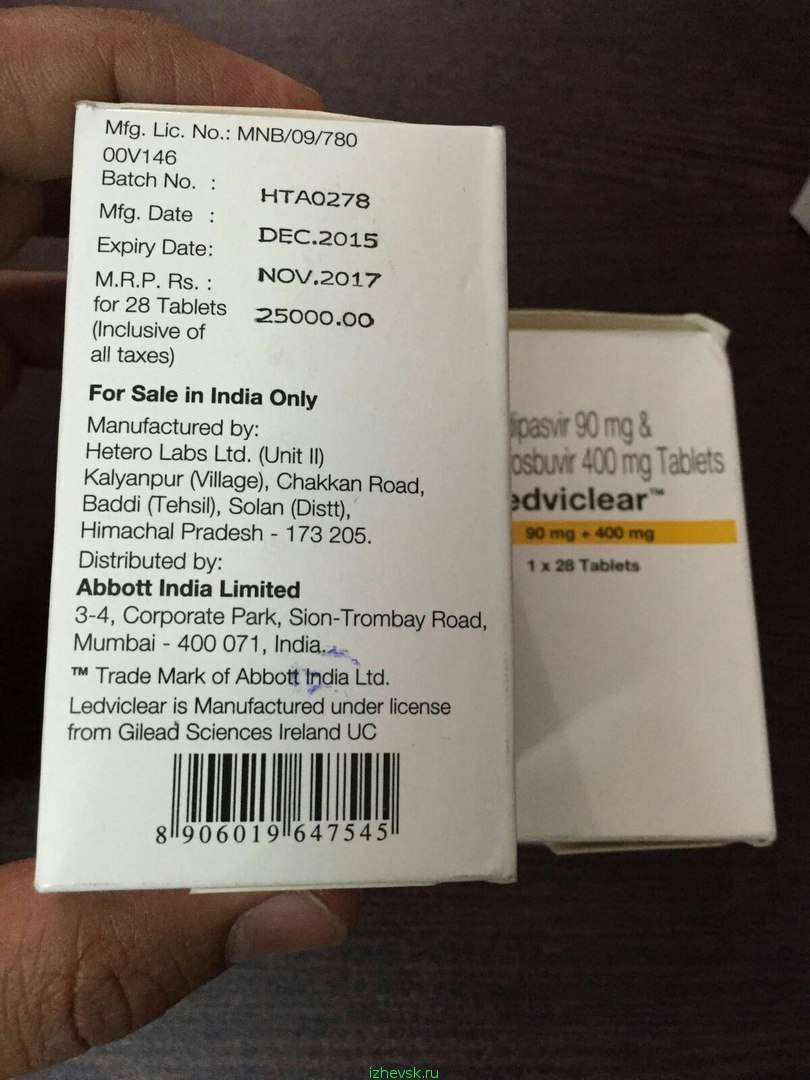 Mfg. Lic. No.: MNB/09/780
00V146
Batch No. : HTA0278
Mfg. Date : DEC.2015
Expiry Date: NOV.2017
M.R.P. Rs. : 25000.00
for 28 Tablets
(Inclusive of
all taxes)
For Sale in India Only
Manufactured by:
Hetero Labs Ltd. (Unit II)
Kalyanpur (Village), Chakkan Road,
Baddi (Tehsil), Solan (Distt),
Himachal Pradesh - 173 205.
Distributed by:
Abbott India Limited
3-4, Corporate Park, Sion-Trombay Road,
Mumbai - 400 071, India.
™ Trade Mark of Abbott India Ltd.
Ledviclear is Manufactured under license
from Gilead Sciences Ireland UC
8 906019 647545
dipasvir 90 mg &
osbuvir 400 mg Tablets
edviclear™
90 mg + 400 mg
1 x 28 Tablets
izhevsk.ru